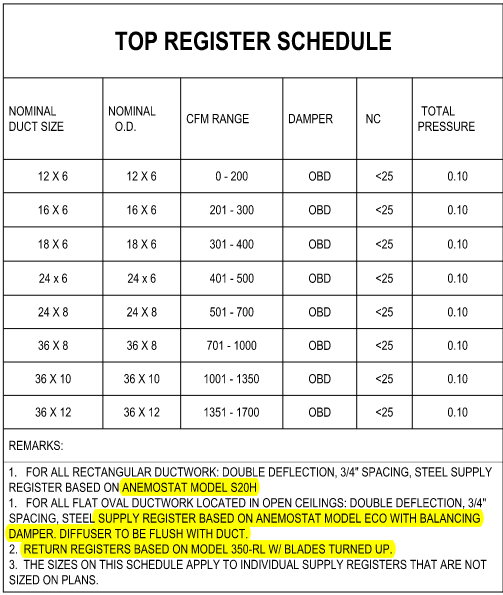 TOP REGISTER SCHEDULE
NOMINAL DUCT SIZE NOMINAL O.D. CFM RANGE DAMPER NC TOTAL PRESSURE
12 X 6 12 X 6 0 - 200 OBD <25 0.10
16 X 6 16 X 6 201 - 300 OBD <25 0.10
18 X 6 18 X 6 301 - 400 OBD <25 0.10
24 x 6 24 x 6 401 - 500 OBD <25 0.10
24 X 8 24 X 8 501 - 700 OBD <25 0.10
36 X 8 36 X 8 701 - 1000 OBD <25 0.10
36 X 10 36 X 10 1001 - 1350 OBD <25 0.10
36 X 12 36 X 12 1351 - 1700 OBD <25 0.10
REMARKS:
1. FOR ALL RECTANGULAR DUCTWORK: DOUBLE DEFLECTION, 3/4" SPACING, STEEL SUPPLY
REGISTER BASED ON ANEMOSTAT MODEL S20H
1. FOR ALL FLAT OVAL DUCTWORK LOCATED IN OPEN CEILINGS: DOUBLE DEFLECTION, 3/4"
SPACING, STEEL SUPPLY REGISTER BASED ON ANEMOSTAT MODEL ECO WITH BALANCING
DAMPER. DIFFUSER TO BE FLUSH WITH DUCT.
2. RETURN REGISTERS BASED ON MODEL 350-RL W/ BLADES TURNED UP.
3. THE SIZES ON THIS SCHEDULE APPLY TO INDIVIDUAL SUPPLY REGISTERS THAT ARE NOT
SIZED ON PLANS.